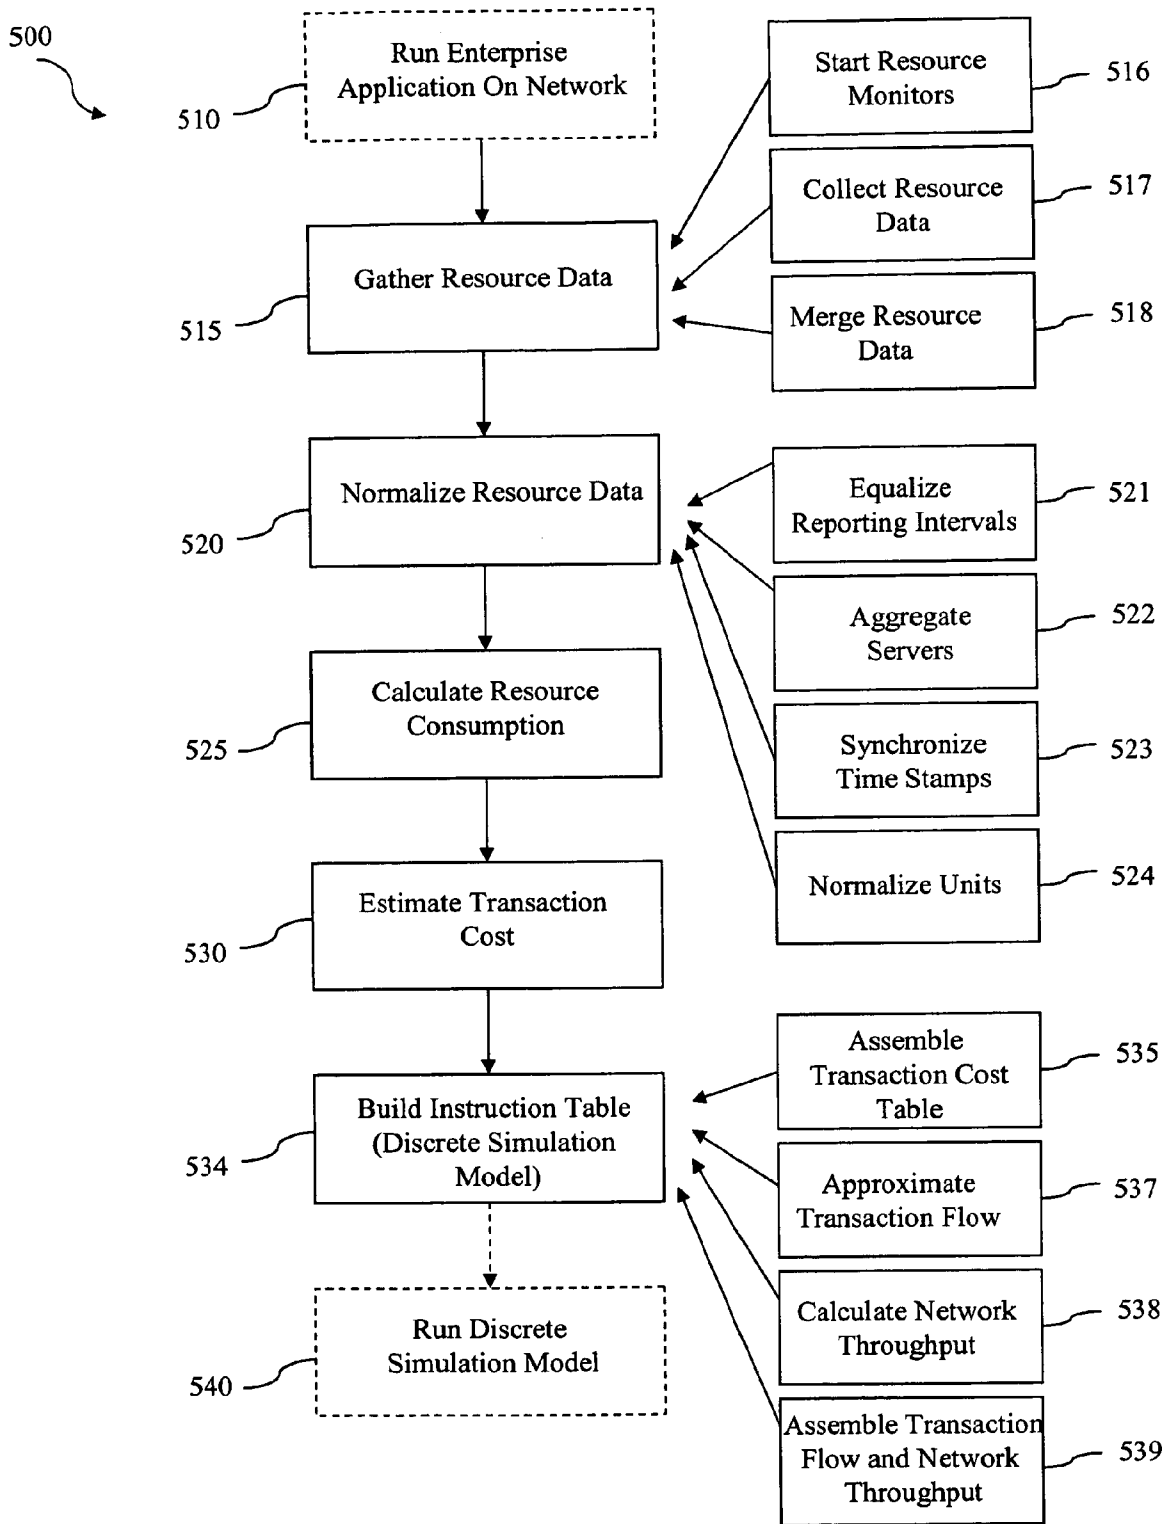 500
Run Enterprise
Application On Network
510
Start Resource
Monitors
516
Collect Resource
Data
517
Gather Resource Data
515
Merge Resource
Data
518
Normalize Resource Data
520
Equalize
Reporting Intervals
521
Aggregate
Servers
522
Calculate Resource
Consumption
525
Synchronize
Time Stamps
523
Normalize Units
524
Estimate Transaction
Cost
530
Assemble
Transaction Cost
Table
535
Build Instruction Table
(Discrete Simulation
Model)
534
Approximate
Transaction Flow
537
Calculate Network
Throughput
538
Run Discrete
Simulation Model
540
Assemble Transaction
Flow and Network
Throughput
539